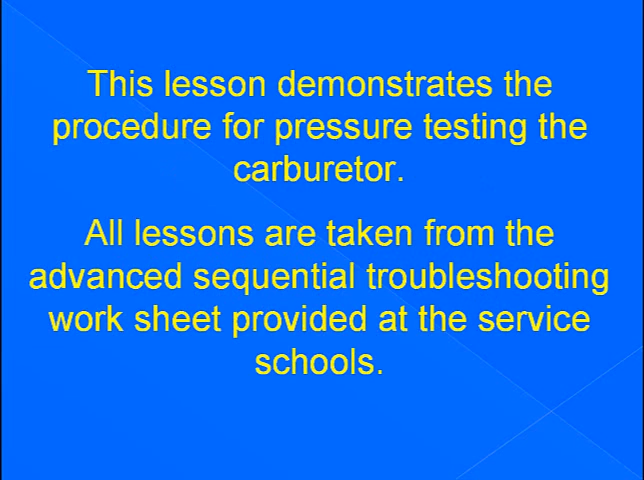 This lesson demonstrates the
procedure for pressure testing the
carburetor.
All lessons are taken from the
advanced sequential troubleshooting
work sheet provided at the service
schools.